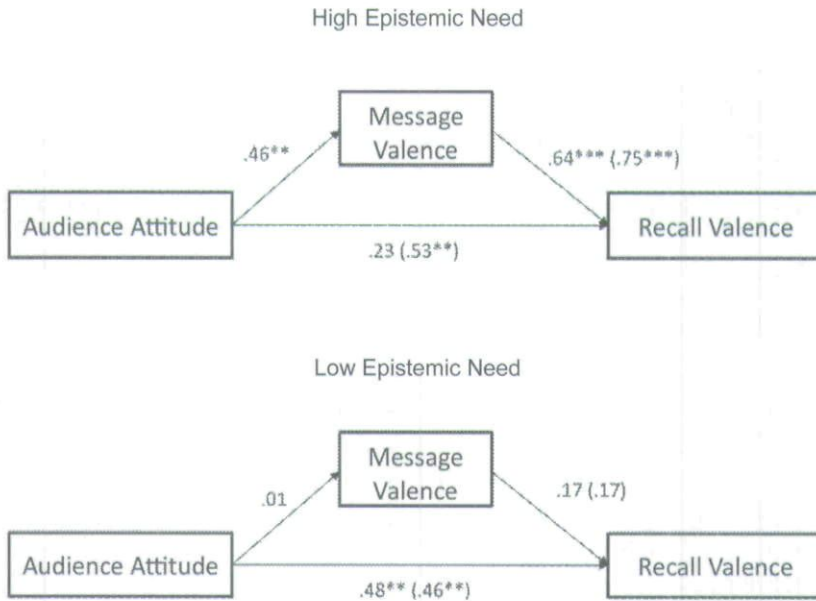 High Epistemic Need
Message
Valence
.46**
.64*** (.75***)
Audience Attitude
Recall Valence
.23 (.53**)
Low Epistemic Need
Message
Valence
.01
.17 (.17)
Audience Attitude
Recall Valence
.48** (.46**)